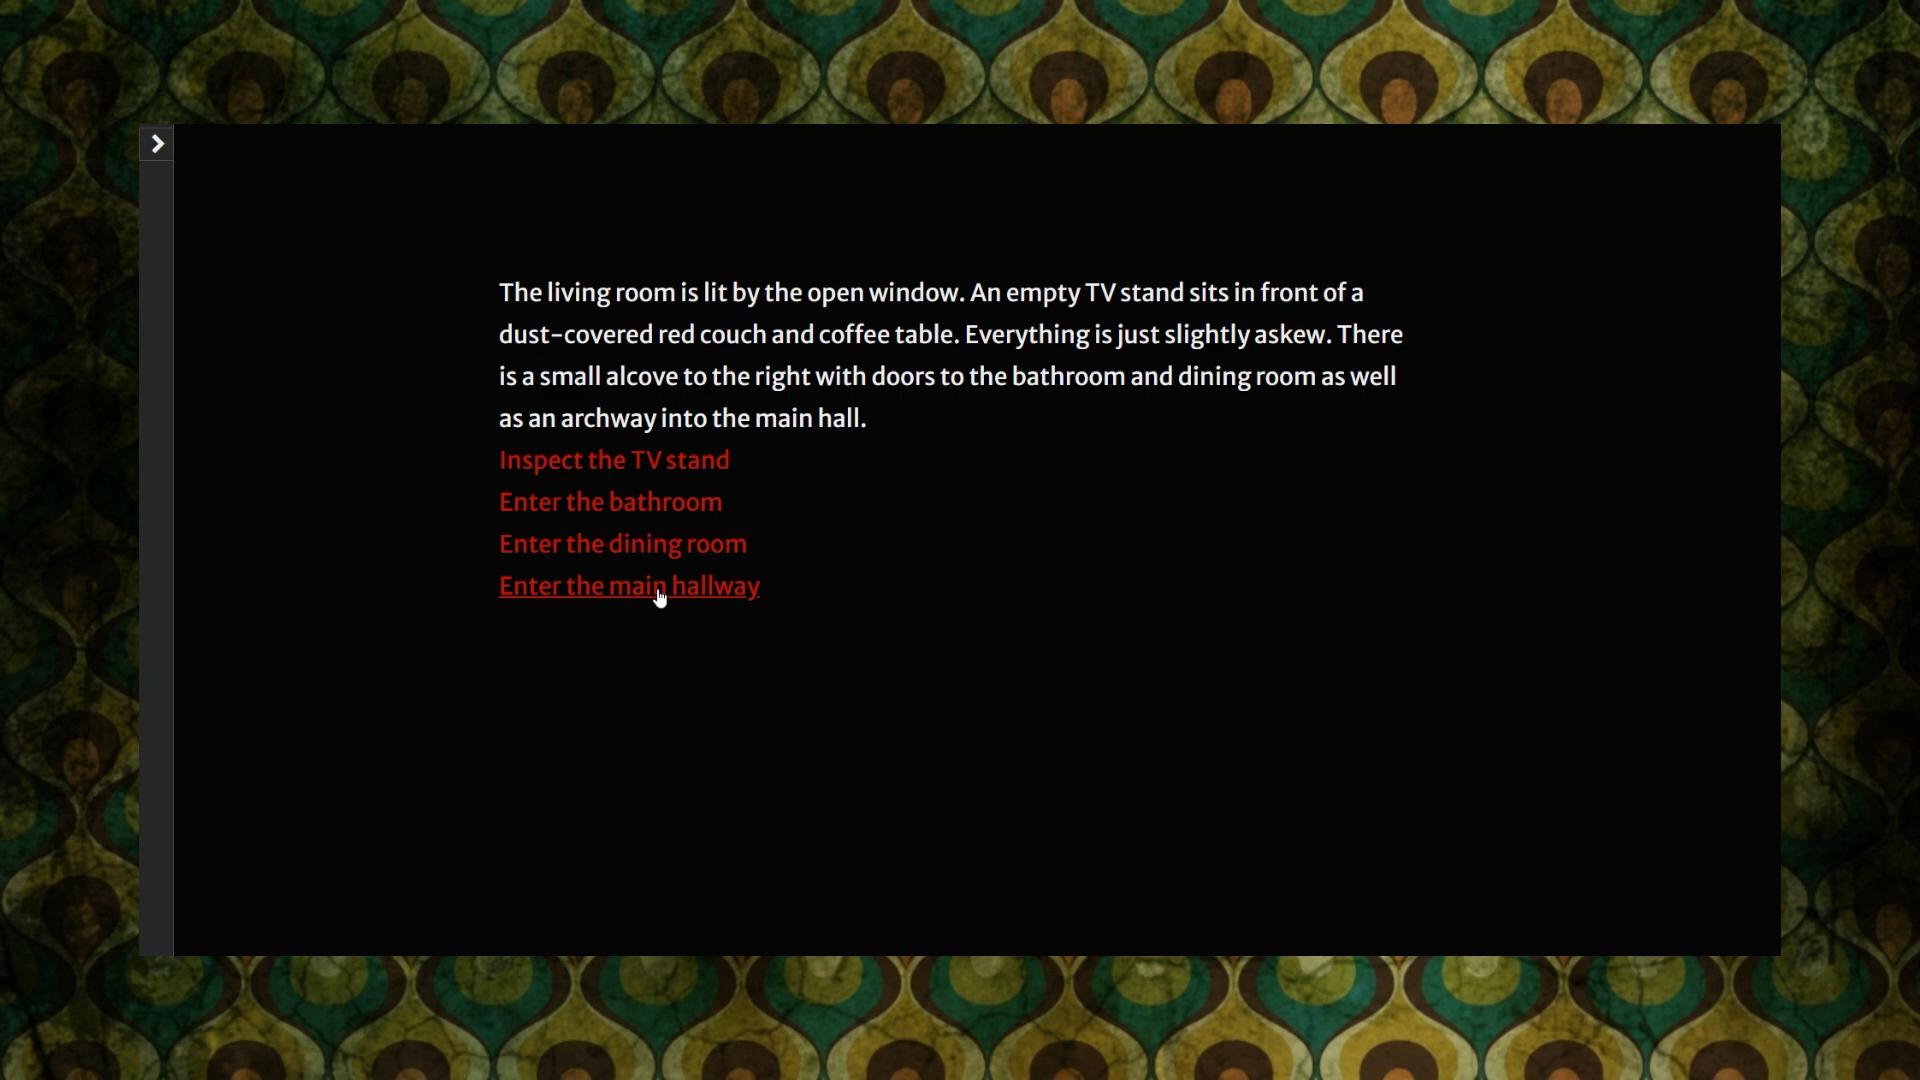 The living room is lit by the open window. An empty TV stand sits in front of a
dust-covered red couch and coffee table. Everything is just slightly askew. There
is a small alcove to the right with doors to the bathroom and dining room as well
as an archway into the main hall.
Inspect the TV stand
Enter the bathroom
Enter the dining room
Enter the main hallway